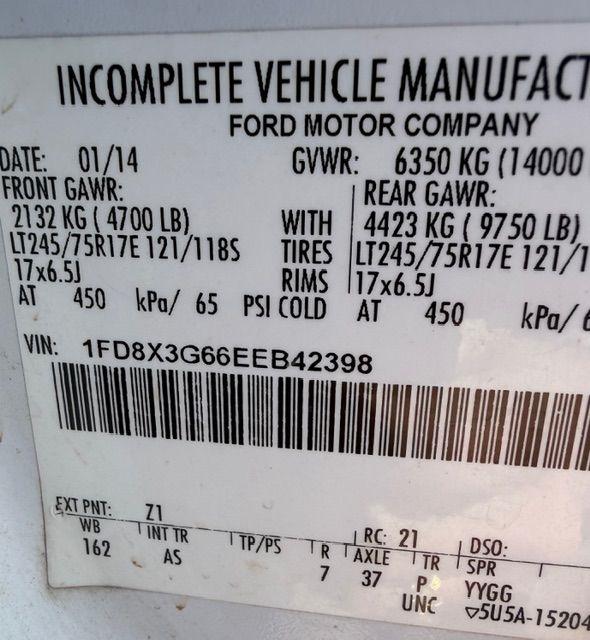 INCOMPLETE VEHICLE MANUFACT
FORD MOTOR COMPANY
DATE: 01/14 GVWR: 6350 KG (14000
FRONT GAWR: REAR GAWR:
2132 KG ( 4700 LB) WITH 4423 KG ( 9750 LB)
LT245/75R17E 121/118S TIRES LT245/75R17E 121/1
17x6.5J RIMS 17x6.5J
AT 450 kPa/ 65 PSI COLD AT 450 kPa/ 6
VIN: 1FD8X3G66EEB42398
EXT PNT: Z1 RC: 21 DSO:
WB INT TR TP/PS R AXLE TR SPR
162 AS 7 37 P YYGG
UNC ▽5U5A-15204